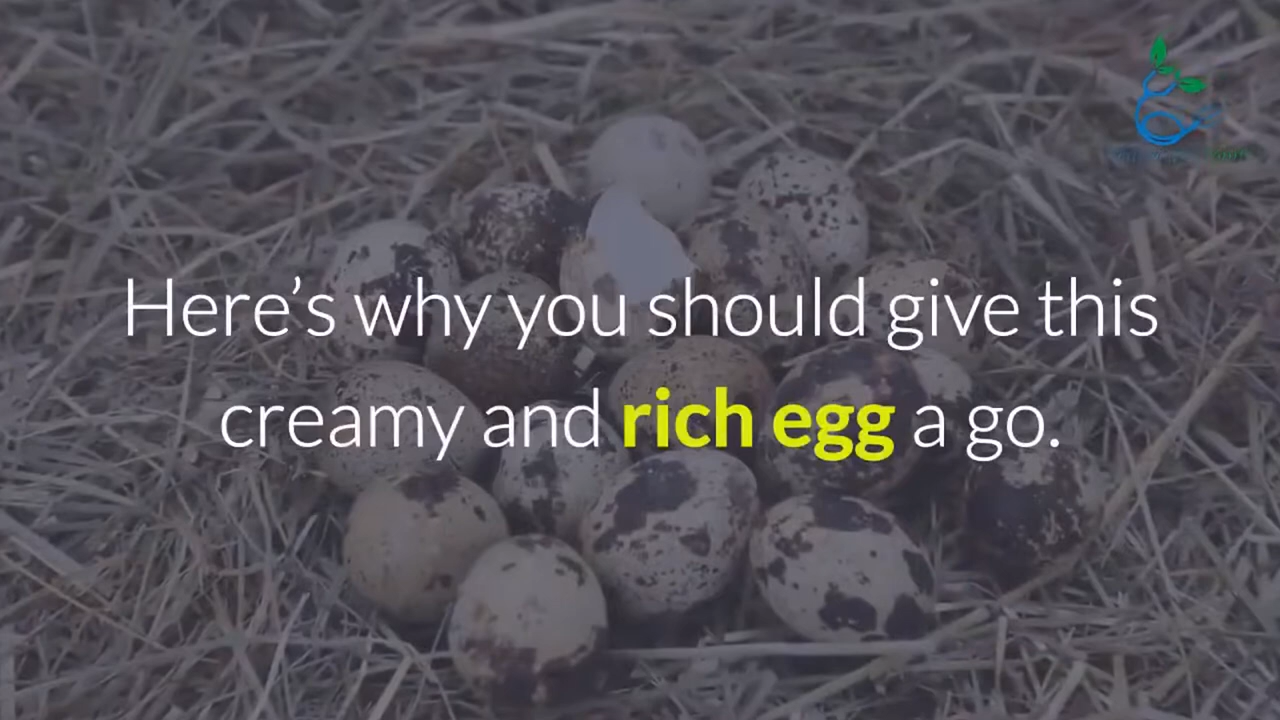 Here’s why you should give this
creamy and rich egg a go.